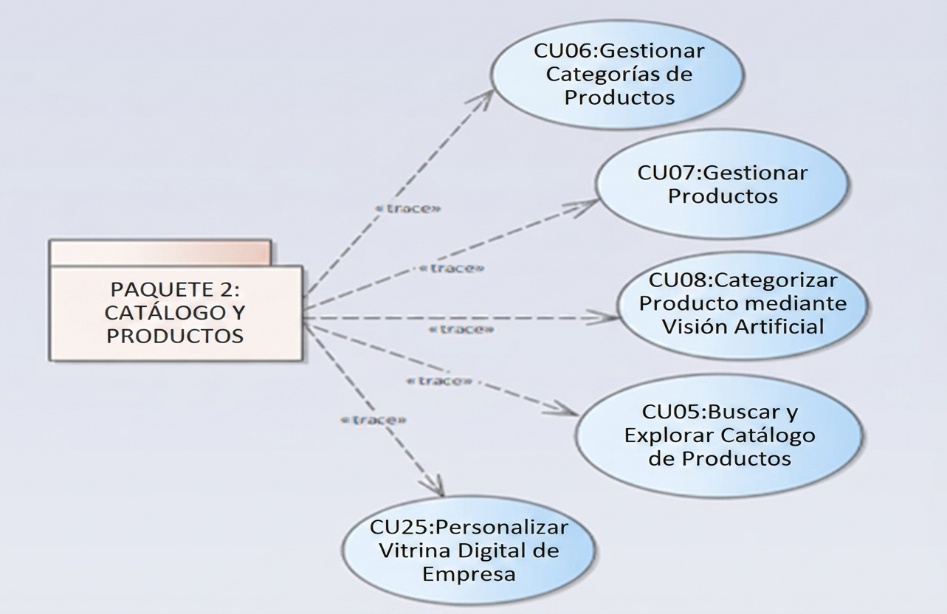 CU06:Gestionar
Categorías de
Productos
«trace»
CU07:Gestionar
Productos
«trace»
PAQUETE 2:
CATÁLOGO Y
PRODUCTOS
CU08:Categorizar
Producto mediante
Visión Artificial
«trace»
«trace»
CU05:Buscar y
Explorar Catálogo
de Productos
«trace»
CU25:Personalizar
Vitrina Digital de
Empresa